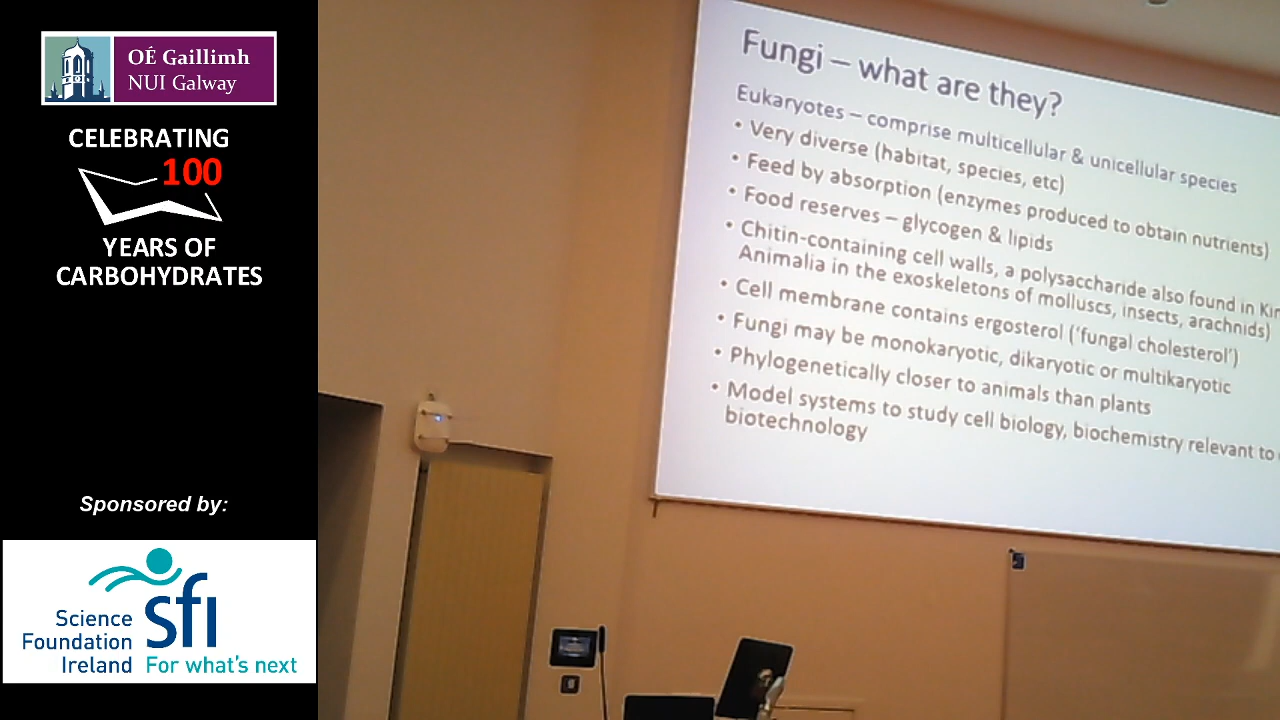 OÉ Gaillimh
NUI Galway
CELEBRATING
100
YEARS OF
CARBOHYDRATES
Sponsored by:
Science
Foundation
Ireland
sfi
For what's next
Fungi – what are they?
Eukaryotes – comprise multicellular & unicellular species
• Very diverse (habitat, species, etc)
• Feed by absorption (enzymes produced to obtain nutrients)
• Food reserves – glycogen & lipids
• Chitin-containing cell walls, a polysaccharide also found in
Animalia in the exoskeletons of molluscs, insects, arachnids)
• Cell membrane contains ergosterol ('fungal cholesterol')
• Fungi may be monokaryotic, dikaryotic or multikaryotic
• Phylogenetically closer to animals than plants
• Model systems to study cell biology, biochemistry relevant to
biotechnology